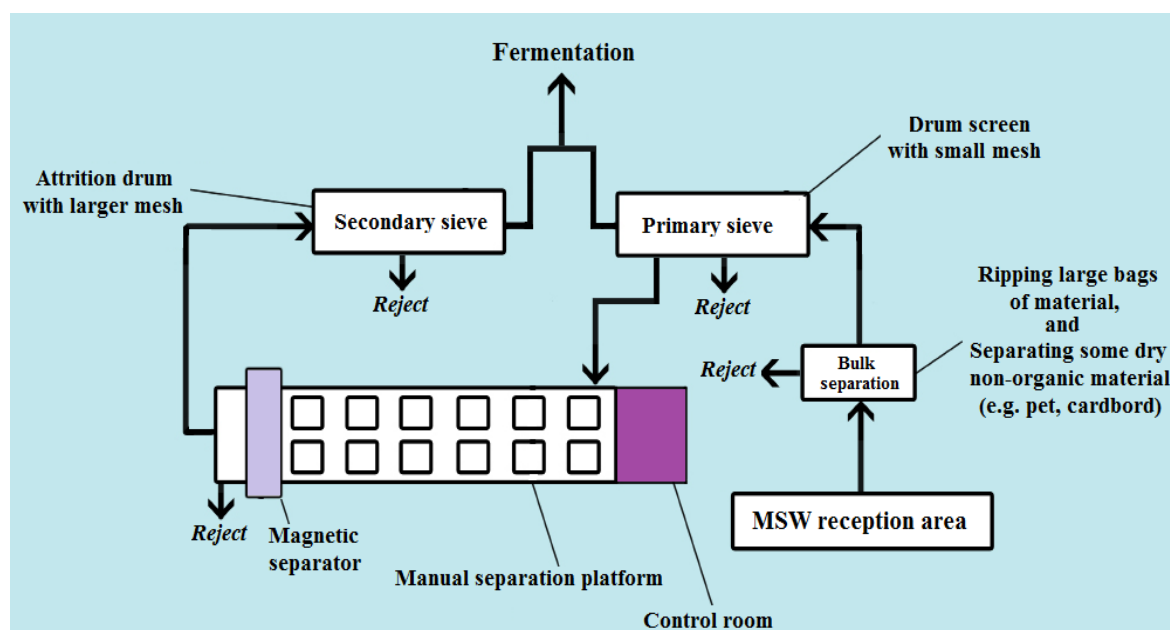 Fermentation
Drum screen
with small mesh
Attrition drum
with larger mesh
Secondary sieve
Primary sieve
Reject
Reject
Ripping large bags
of material,
and
Separating some dry
non-organic material
(e.g. pet, cardbord)
Bulk
separation
Reject
MSW reception area
Reject
Magnetic
separator
Manual separation platform
Control room